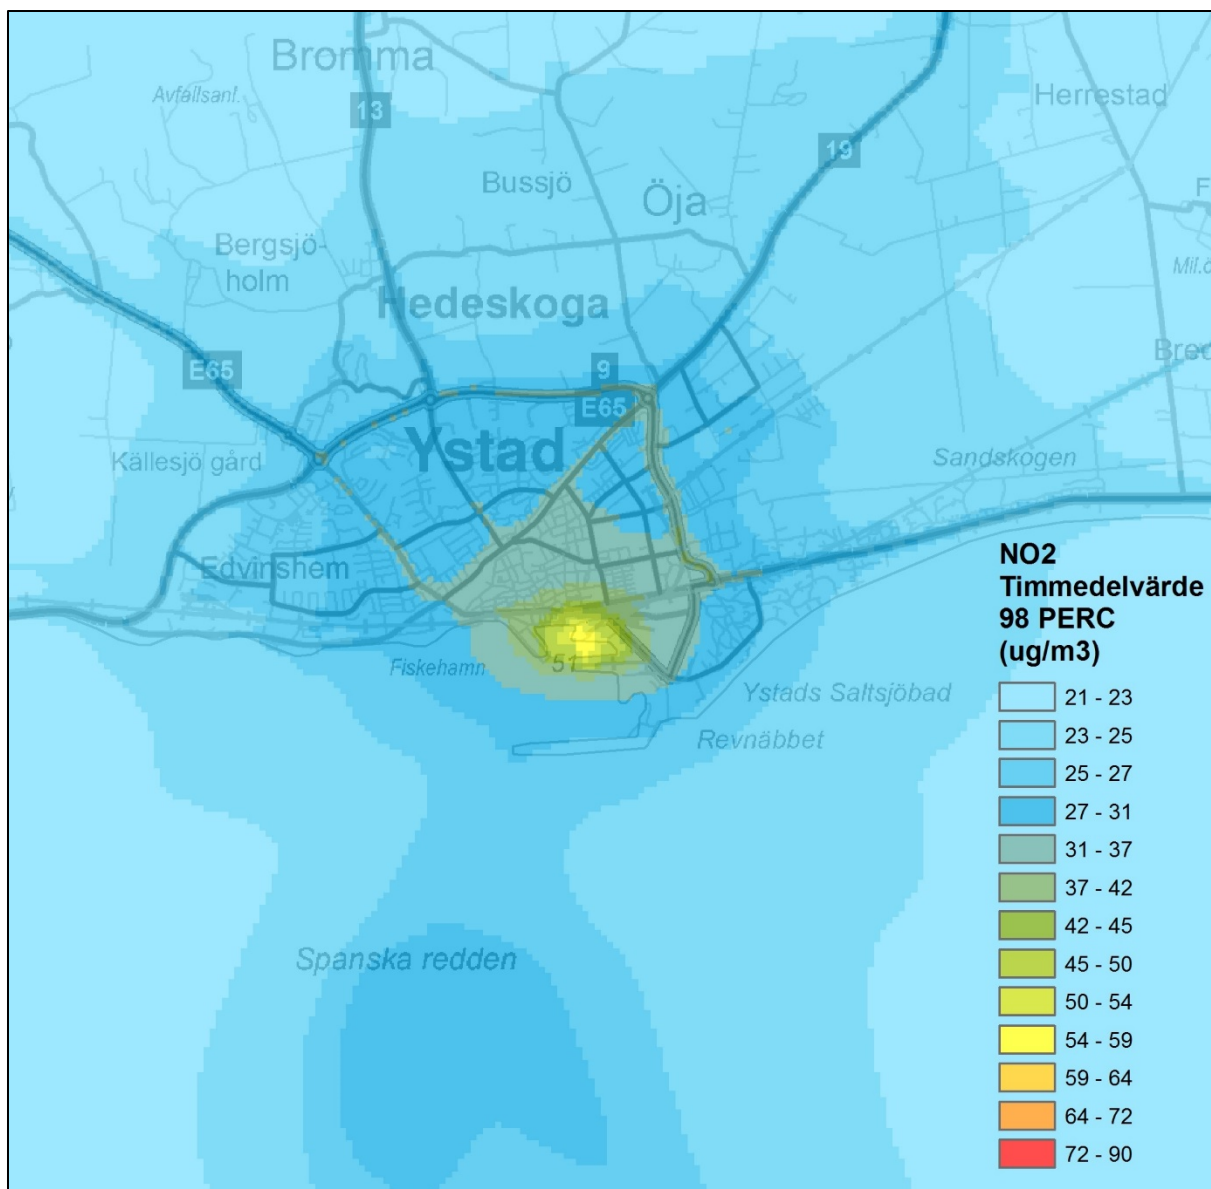 Bromma
Avfallsanl.
13
Herrestad
19
Bussjö
Öja
F
Bergsjö-
holm
Mil.ö
Hedeskoga
E65
9
E65
Bred
Ystad
Källesjö gård
Sandskogen
Edvinshem
Fiskehamn
51
Ystads Saltsjöbad
Revnäbbet
Spanska redden
NO2
Timmedelvärde
98 PERC
(ug/m3)
21 - 23
23 - 25
25 - 27
27 - 31
31 - 37
37 - 42
42 - 45
45 - 50
50 - 54
54 - 59
59 - 64
64 - 72
72 - 90